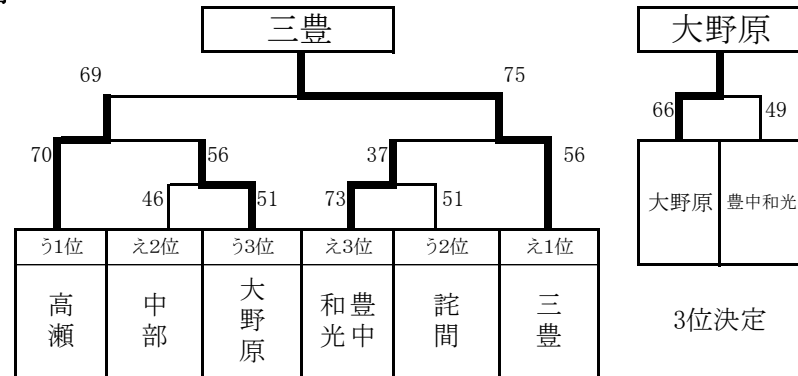 三豊
大野原
69
75
66
49
70
56
37
56
46
51
73
51
大野原
豊中和光
う1位
え2位
う3位
え3位
う2位
え1位
高瀬
中部
大野原
豊中
和光
詫間
三豊
3位決定